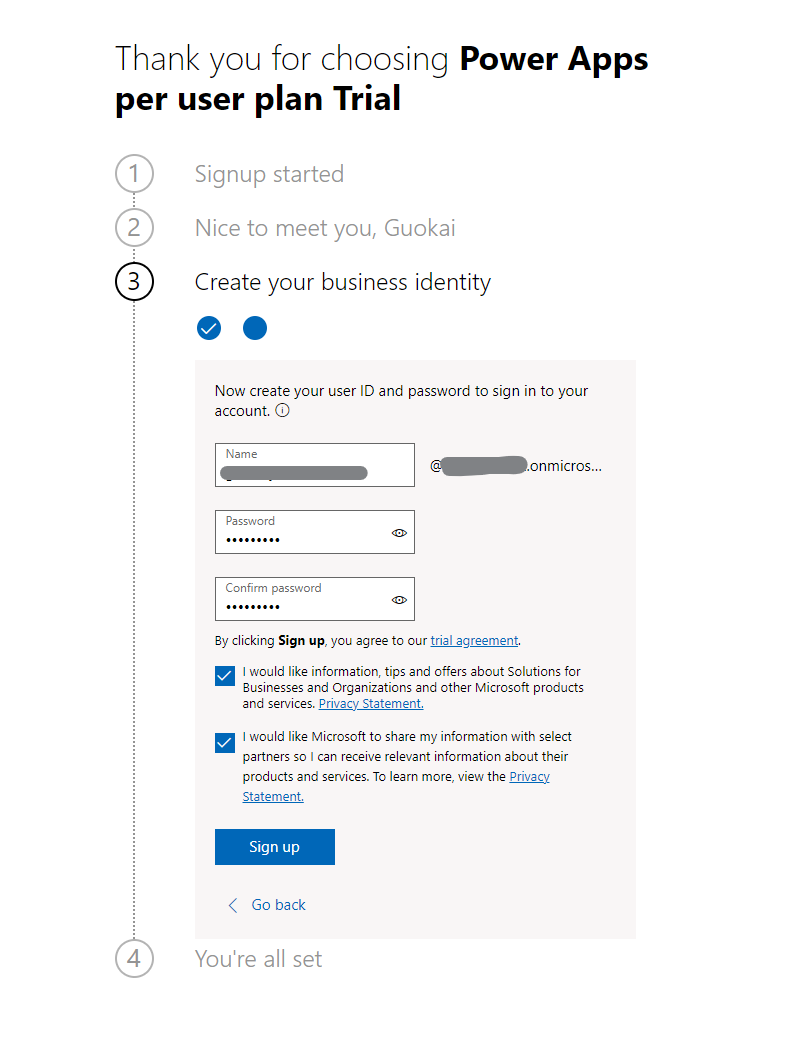 Thank you for choosing Power Apps
per user plan Trial
1 Signup started
2 Nice to meet you, Guokai
3 Create your business identity
Now create your user ID and password to sign in to your
account.
Name
@ .onmicros...
Password
•••••••••
Confirm password
•••••••••
By clicking Sign up, you agree to our trial agreement.
I would like information, tips and offers about Solutions for
Businesses and Organizations and other Microsoft products
and services. Privacy Statement.
I would like Microsoft to share my information with select
partners so I can receive relevant information about their
products and services. To learn more, view the Privacy
Statement.
Sign up
Go back
4 You're all set